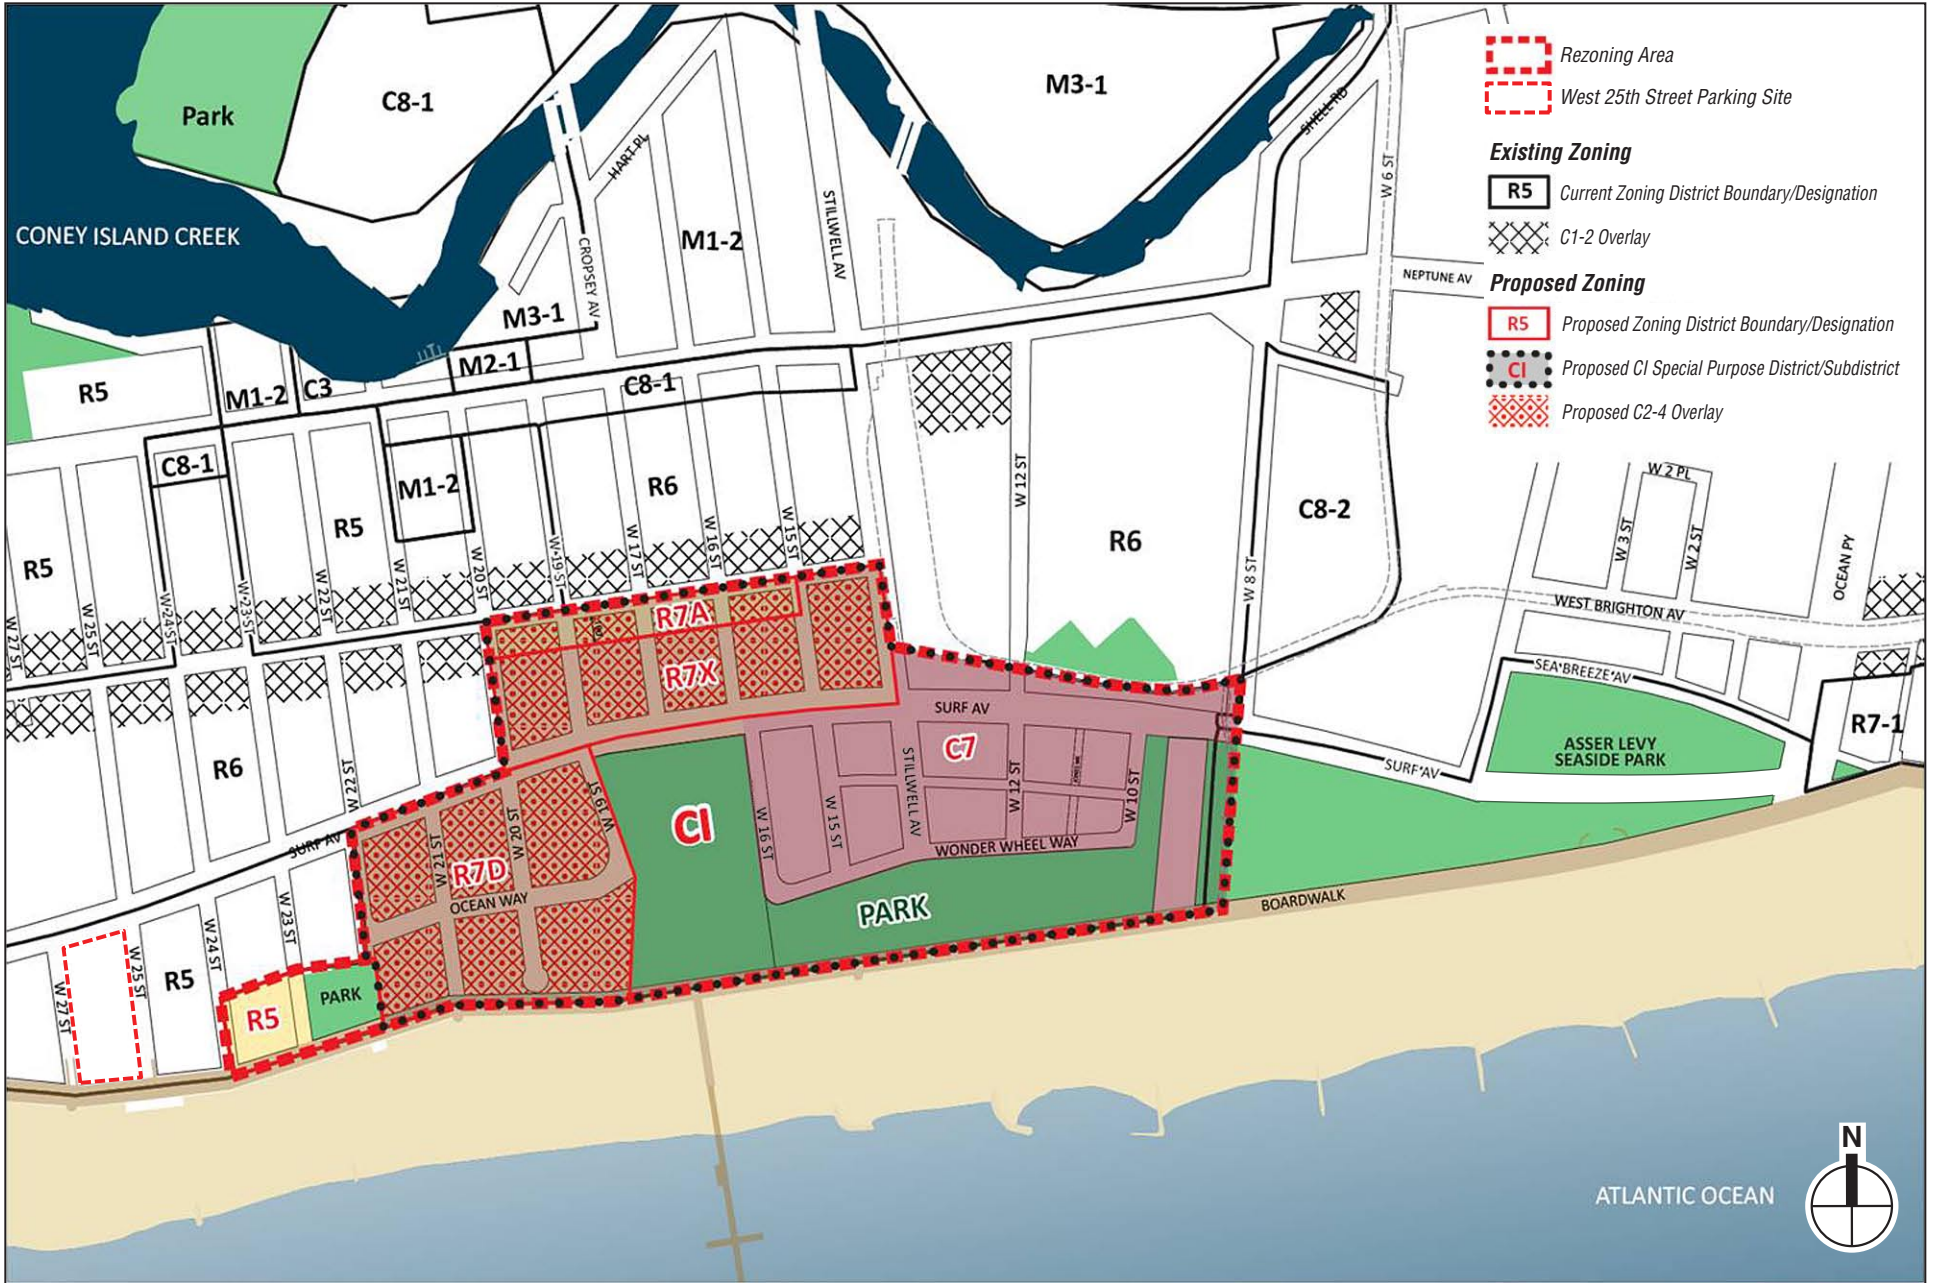 Park
C8-1
M3-1
Rezoning Area
West 25th Street Parking Site
Existing Zoning
R5
Current Zoning District Boundary/Designation
C1-2 Overlay
Proposed Zoning
R5
Proposed Zoning District Boundary/Designation
CI
Proposed CI Special Purpose District/Subdistrict
Proposed C2-4 Overlay
SHELL RD
HART PL
W 6 ST
CONEY ISLAND CREEK
CROPSEY AV
M1-2
STILLWELL AV
NEPTUNE AV
M3-1
M2-1
R5
M1-2
C3
C8-1
C8-1
M1-2
R6
W 12 ST
C8-2
W 2 PL
R5
R5
R6
W 3 ST
W 2 ST
OCEAN PY
W 27 ST
W 25 ST
W 24 ST
W 23 ST
W 22 ST
W 21 ST
W 20 ST
W 19 ST
W 17 ST
W 16 ST
W 15 ST
W 8 ST
WEST BRIGHTON AV
R7A
R7X
SEA BREEZE AV
SURF AV
C7
R7-1
ASSER LEVY
SEASIDE PARK
SURF AV
R6
W 2 ST
SURF AV
CI
W 19 ST
W 20 ST
W 21 ST
R7D
OCEAN WAY
W 16 ST
W 15 ST
STILLWELL AV
W 12 ST
W 10 ST
WONDER WHEEL WAY
PARK
BOARDWALK
W 27 ST
W 25 ST
R5
W 24 ST
W 23 ST
R5
PARK
N
ATLANTIC OCEAN